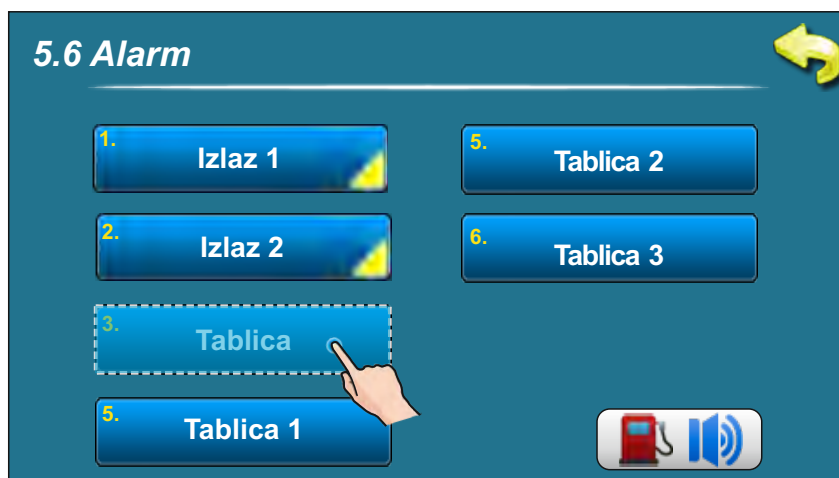 5.6 Alarm
1. Izlaz 1
2. Izlaz 2
3. Tablica
5. Tablica 1
5. Tablica 2
6. Tablica 3